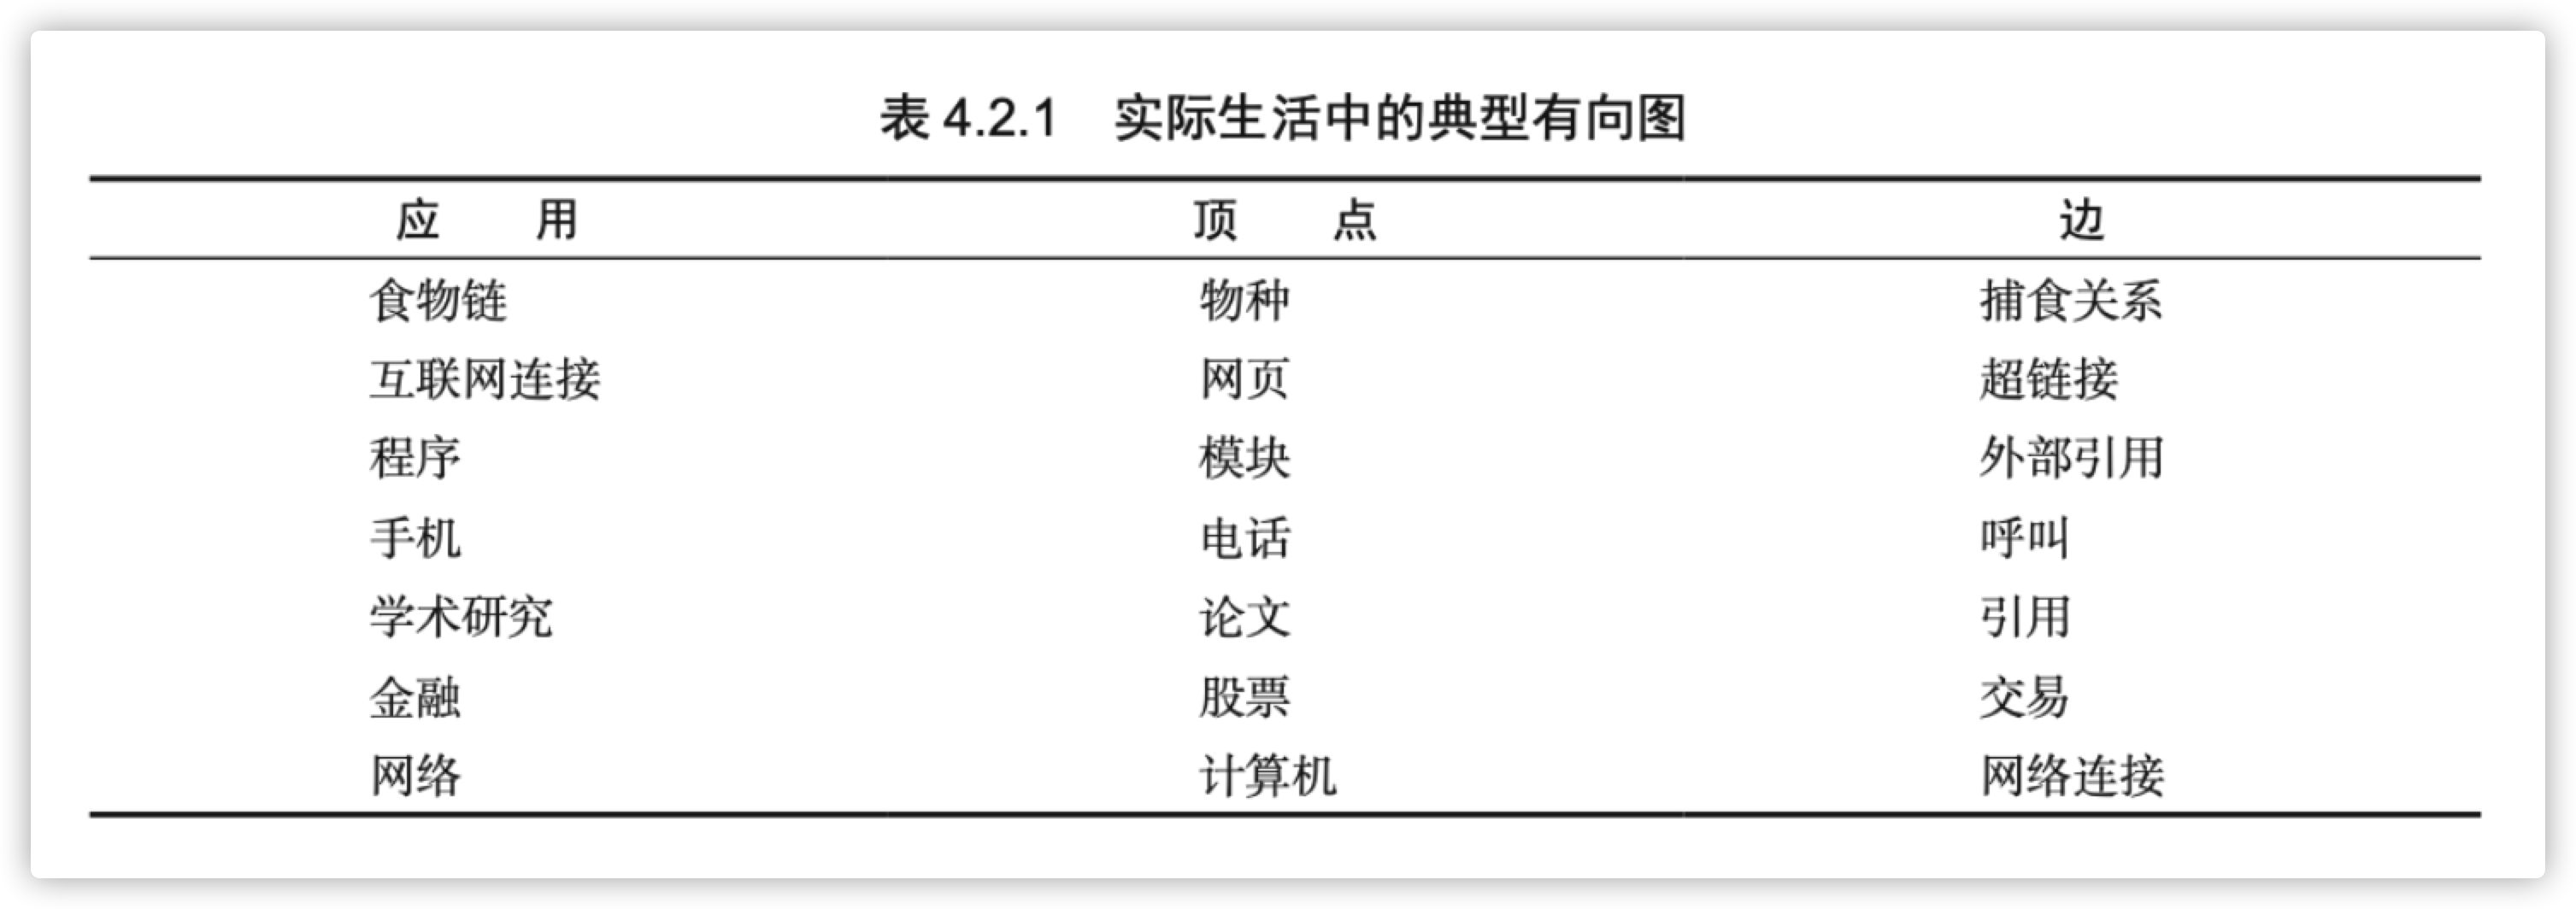 表 4.2.1 实际生活中的典型有向图
应用 顶点 边
食物链 物种 捕食关系
互联网连接 网页 超链接
程序 模块 外部引用
手机 电话 呼叫
学术研究 论文 引用
金融 股票 交易
网络 计算机 网络连接